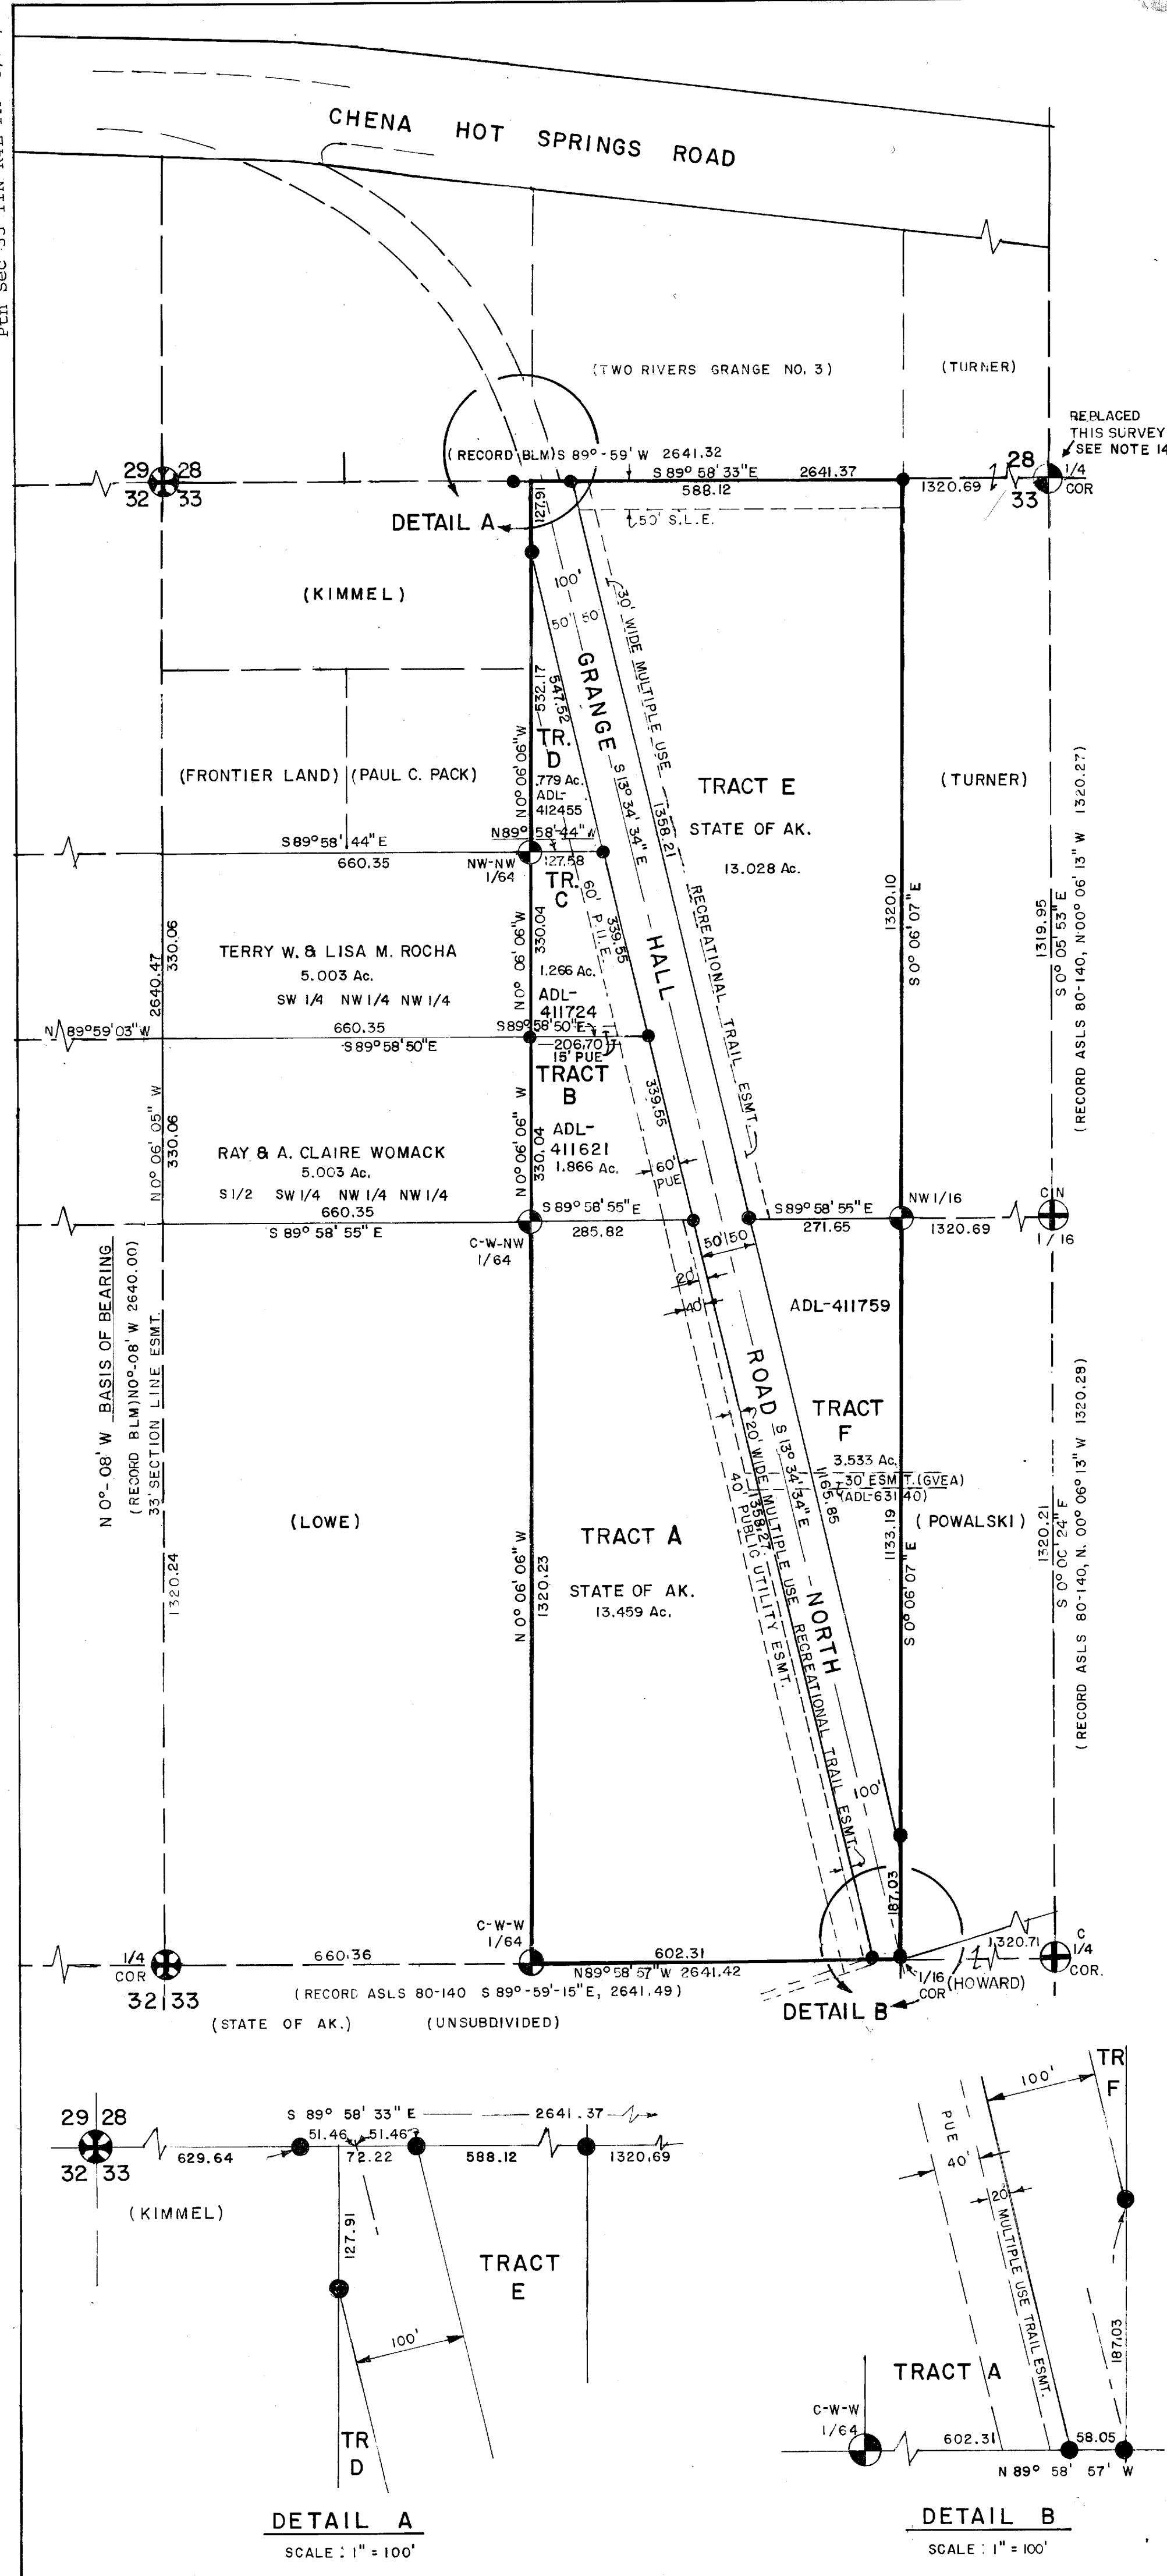 CHENA HOT SPRINGS ROAD
(TWO RIVERS GRANGE NO. 3)
(TURNER)
REPLACED
THIS SURVEY
SEE NOTE 14
(RECORD BLM) S 89°-59' W 2641.32
29 28
32 33
S 89° 58' 33" E 2641.37
588.12
1320.69
28
33
1/4
COR
127.91
DETAIL A
50' S.L.E.
(KIMMEL)
100'
50' 50
30' WIDE MULTIPLE USE RECREATIONAL TRAIL ESMT.
GRANGE HALL ROAD NORTH
S 13° 34' 34" E
1358.21
532.17
547.52
N 0° 06' 06" W
TR.
D
.779 Ac.
ADL-
412455
(FRONTIER LAND)
(PAUL C. PACK)
TRACT E
STATE OF AK.
13.028 Ac.
(TURNER)
1320.10
S 0° 06' 07" E
1319.95
S 0° 05' 53" E
(RECORD ASLS 80-140, N 00° 06' 13" W 1320.27)
S 89° 58' 44" E
660.35
N 89° 58' 44" W
127.58
NW-NW
1/64
TR.
C
60' P.U.E.
339.55
330.04
N 0° 06' 06" W
1.266 Ac.
ADL-
411724
2640.47
330.06
TERRY W. & LISA M. ROCHA
5.003 Ac.
SW 1/4 NW 1/4 NW 1/4
N 89° 59' 03" W
660.35
S 89° 58' 50" E
S 89° 58' 50" E
206.70
15' PUE
TRACT
B
339.55
ADL-
411621
1.866 Ac.
N 0° 06' 06" W
330.04
60'
PUE
N 0° 06' 05" W
330.06
RAY & A. CLAIRE WOMACK
5.003 Ac.
S 1/2 SW 1/4 NW 1/4 NW 1/4
660.35
S 89° 58' 55" E
S 89° 58' 55" E
285.82
C-W-NW
1/64
S 89° 58' 55" E
271.65
NW 1/16
1320.69
C N
1/16
50' 50
20'
40'
ADL-411759
N 0°-08' W BASIS OF BEARING
(RECORD BLM) N 0°-08' W 2640.00)
33' SECTION LINE ESMT.
1320.24
(LOWE)
N 0° 06' 06" W
1320.23
TRACT A
STATE OF AK.
13.459 Ac.
TRACT
F
3.533 Ac.
30' ESMT. (GVEA)
(ADL-63140)
S 13° 34' 34" E
1165.85
20' WIDE MULTIPLE USE RECREATIONAL TRAIL ESMT.
1358.27
40' PUBLIC UTILITY ESMT.
1133.19
S 0° 06' 07" E
(POWALSKI)
1320.21
(RECORD ASLS 80-140, N. 00° 06' 13" W 1320.28)
100'
187.03
C-W-W
1/64
1/4
COR
32 33
660.36
602.31
N 89° 58' 57" W 2641.42
(RECORD ASLS 80-140 S 89°-59'-15" E, 2641.49)
(STATE OF AK.)
(UNSUBDIVIDED)
DETAIL B
1/16
COR
(HOWARD)
1320.71
C
1/4
COR.
29 28
32 33
(KIMMEL)
S 89° 58' 33" E 2641.37
51.46 51.46
629.64
72.22
588.12
1320.69
127.91
TRACT
E
100'
TR
D
DETAIL A
SCALE: 1" = 100'
TR
F
100'
PUE
40'
20'
MULTIPLE USE TRAIL ESMT.
187.03
TRACT A
C-W-W
1/64
602.31
58.05
N 89° 58' 57' W
DETAIL B
SCALE: 1" = 100'